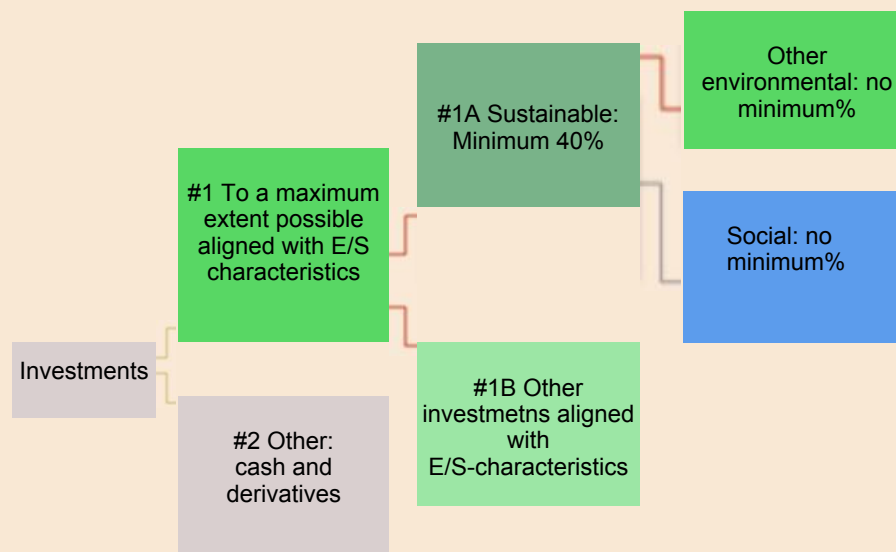 Investments
#1 To a maximum
extent possible
aligned with E/S
characteristics
#2 Other:
cash and
derivatives
#1A Sustainable:
Minimum 40%
#1B Other
investmetns aligned
with
E/S-characteristics
Other
environmental: no
minimum%
Social: no
minimum%